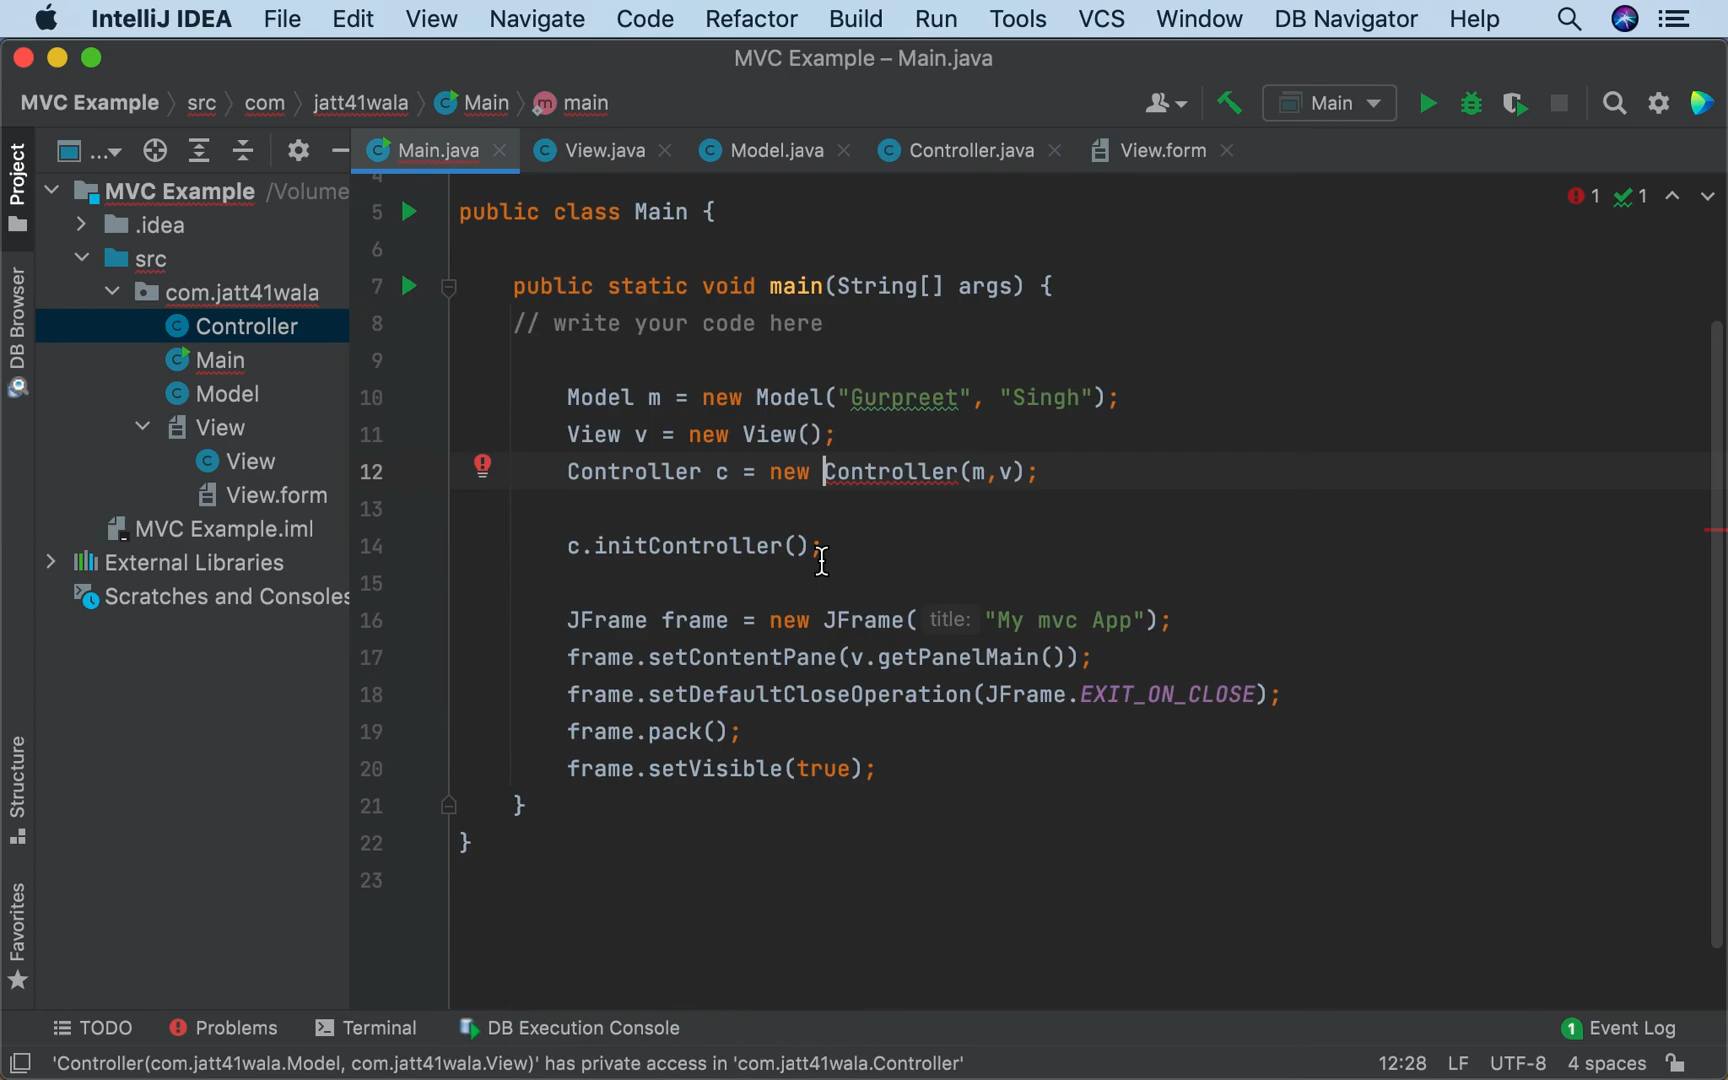 IntelliJ IDEA File Edit View Navigate Code Refactor Build Run Tools VCS Window DB Navigator Help
MVC Example – Main.java
MVC Example src com jatt41wala Main main
Main
Project
DB Browser
Structure
Favorites
...
Main.java View.java Model.java Controller.java View.form
MVC Example /Volume
.idea
src
com.jatt41wala
Controller
Main
Model
View
View
View.form
MVC Example.iml
External Libraries
Scratches and Consoles
1 1
4
5 public class Main {
6
7 public static void main(String[] args) {
8 // write your code here
9
10 Model m = new Model("Gurpreet", "Singh");
11 View v = new View();
12 Controller c = new Controller(m,v);
13
14 c.initController();
15
16 JFrame frame = new JFrame( title: "My mvc App");
17 frame.setContentPane(v.getPanelMain());
18 frame.setDefaultCloseOperation(JFrame.EXIT_ON_CLOSE);
19 frame.pack();
20 frame.setVisible(true);
21 }
22 }
23
TODO Problems Terminal DB Execution Console 1 Event Log
'Controller(com.jatt41wala.Model, com.jatt41wala.View)' has private access in 'com.jatt41wala.Controller' 12:28 LF UTF-8 4 spaces